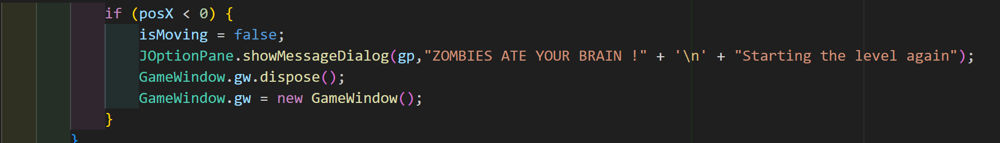 if (posX < 0) {
isMoving = false;
JOptionPane.showMessageDialog(gp,"ZOMBIES ATE YOUR BRAIN !" + '\n' + "Starting the level again");
GameWindow.gw.dispose();
GameWindow.gw = new GameWindow();
}
}